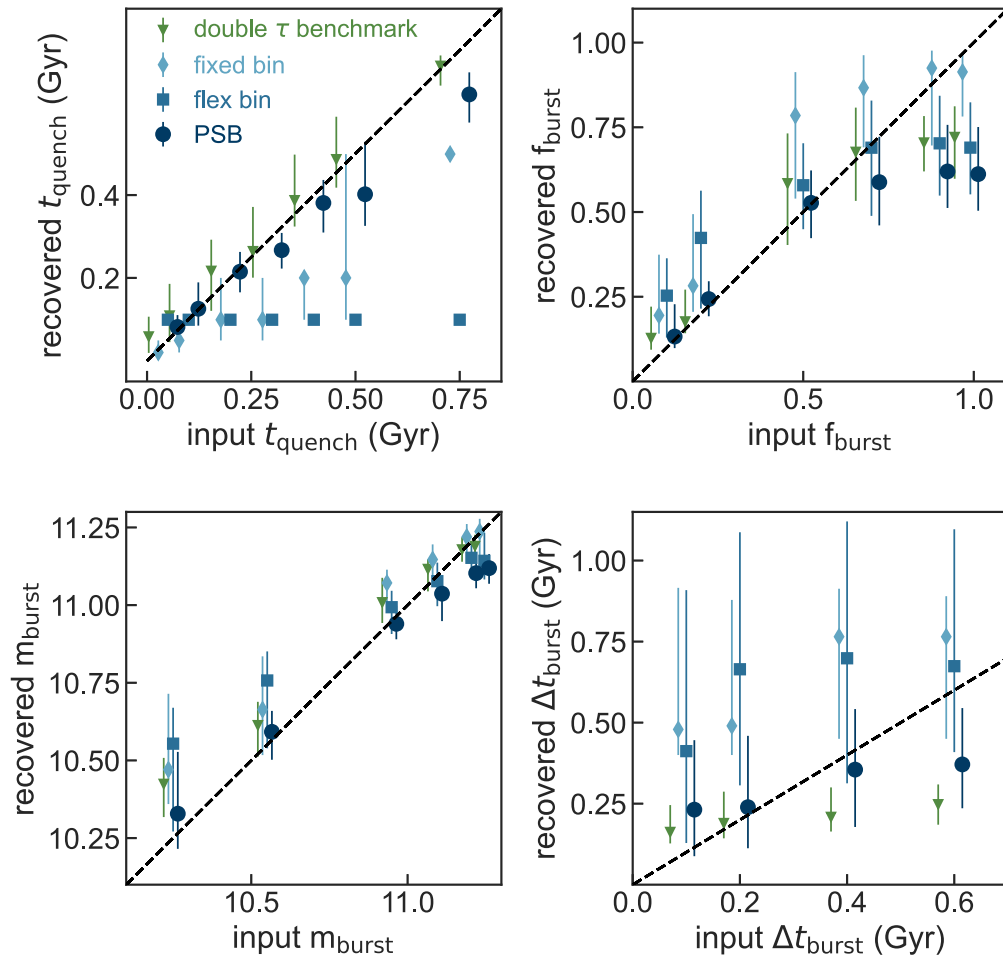 double τ benchmark
fixed bin
flex bin
PSB
recovered t_quench (Gyr)
0.4
0.2
0.00 0.25 0.50 0.75
input t_quench (Gyr)
recovered f_burst
1.00
0.75
0.50
0.25
0.0 0.5 1.0
input f_burst
recovered m_burst
11.25
11.00
10.75
10.50
10.25
10.5 11.0
input m_burst
recovered Δt_burst (Gyr)
1.00
0.75
0.50
0.25
0.00
0.0 0.2 0.4 0.6
input Δt_burst (Gyr)